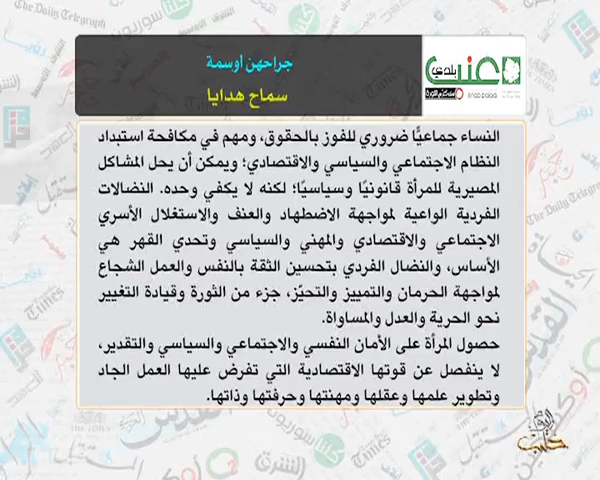 جراحهن اوسمة
سماح هدايا
عنب بلدي
النساء جماعيًّا ضروري للفوز بالحقوق، ومهم في مكافحة استبداد
النظام الاجتماعي والسياسي والاقتصادي؛ ويمكن أن يحل المشاكل
المصيرية للمرأة قانونيًا وسياسيًا؛ لكنه لا يكفي وحده. النضالات
الفردية الواعية لمواجهة الاضطهاد والعنف والاستغلال الأسري
الاجتماعي والاقتصادي والمهني والسياسي وتحدي القهر هي
الأساس، والنضال الفردي بتحسين الثقة بالنفس والعمل الشجاع
لمواجهة الحرمان والتمييز والتحيّز، جزء من الثورة وقيادة التغيير
نحو الحرية والعدل والمساواة.
حصول المرأة على الأمان النفسي والاجتماعي والسياسي والتقدير،
لا ينفصل عن قوتها الاقتصادية التي تفرض عليها العمل الجاد
وتطوير علمها وعقلها ومهنتها وحرفتها وذاتها.
حلب اليوم